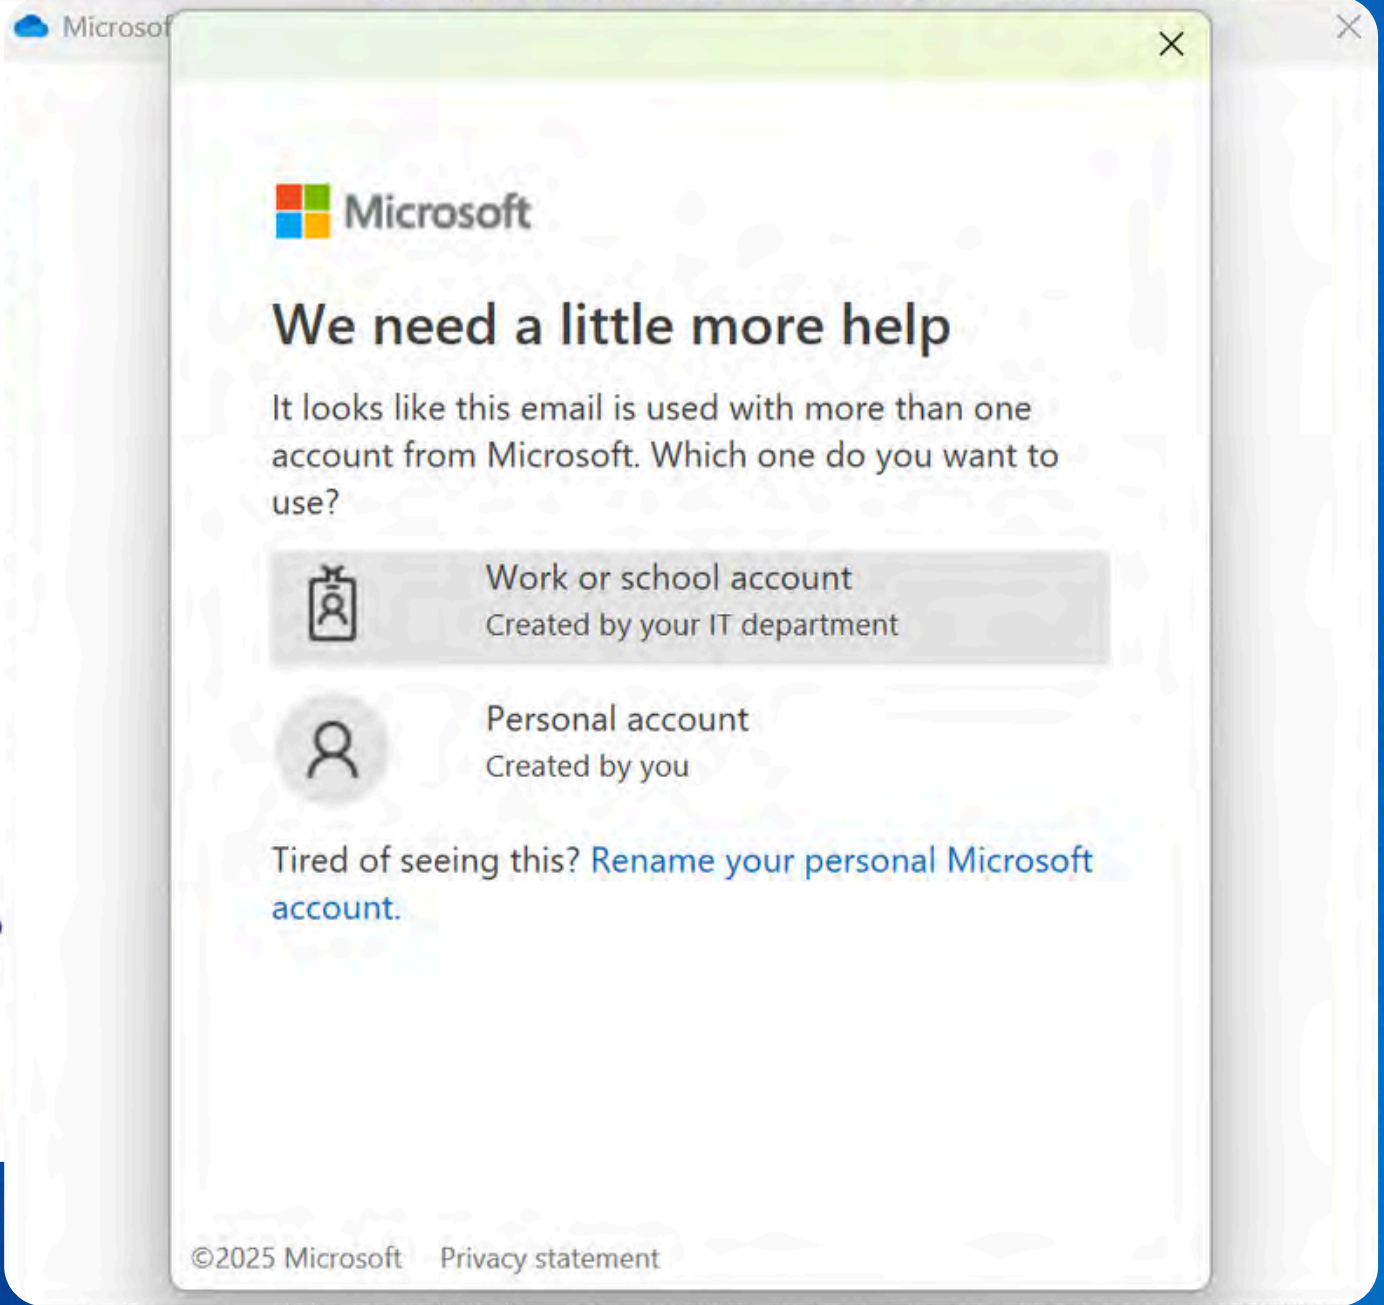 Microsof
Microsoft
We need a little more help
It looks like this email is used with more than one
account from Microsoft. Which one do you want to
use?
Work or school account
Created by your IT department
Personal account
Created by you
Tired of seeing this? Rename your personal Microsoft
account.
©2025 Microsoft Privacy statement